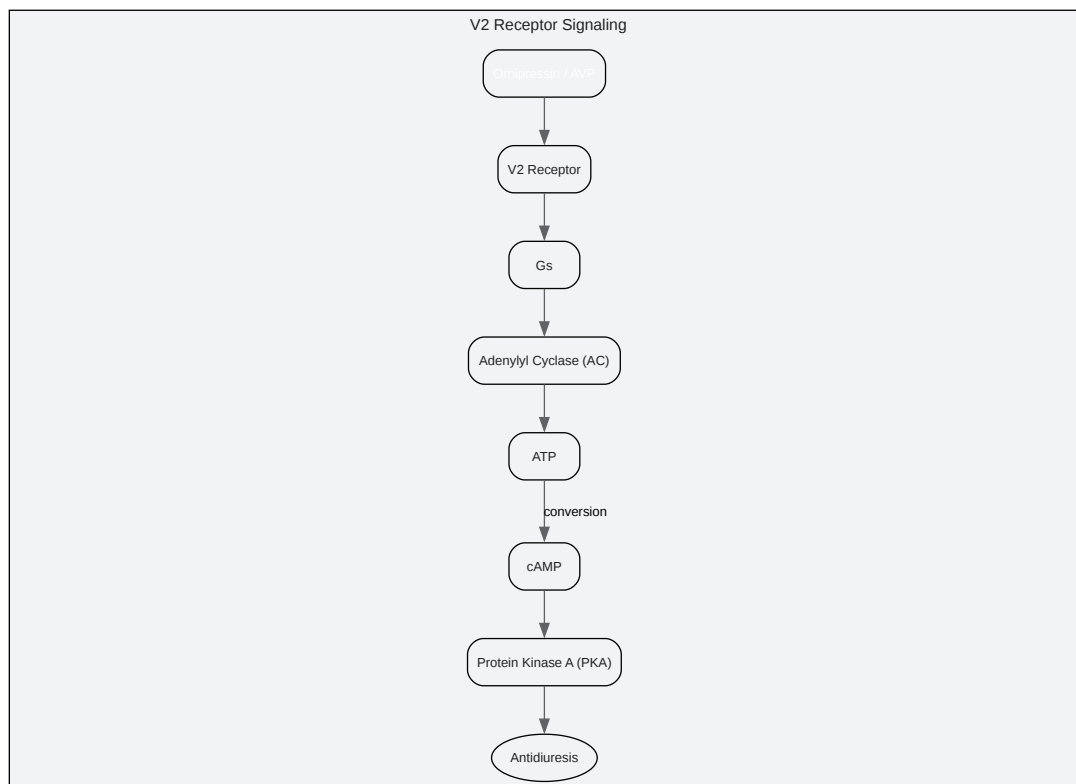 V2 Receptor Signaling
Ornipressin / AVP
V2 Receptor
Gs
Adenylyl Cyclase (AC)
ATP
conversion
cAMP
Protein Kinase A (PKA)
Antidiuresis